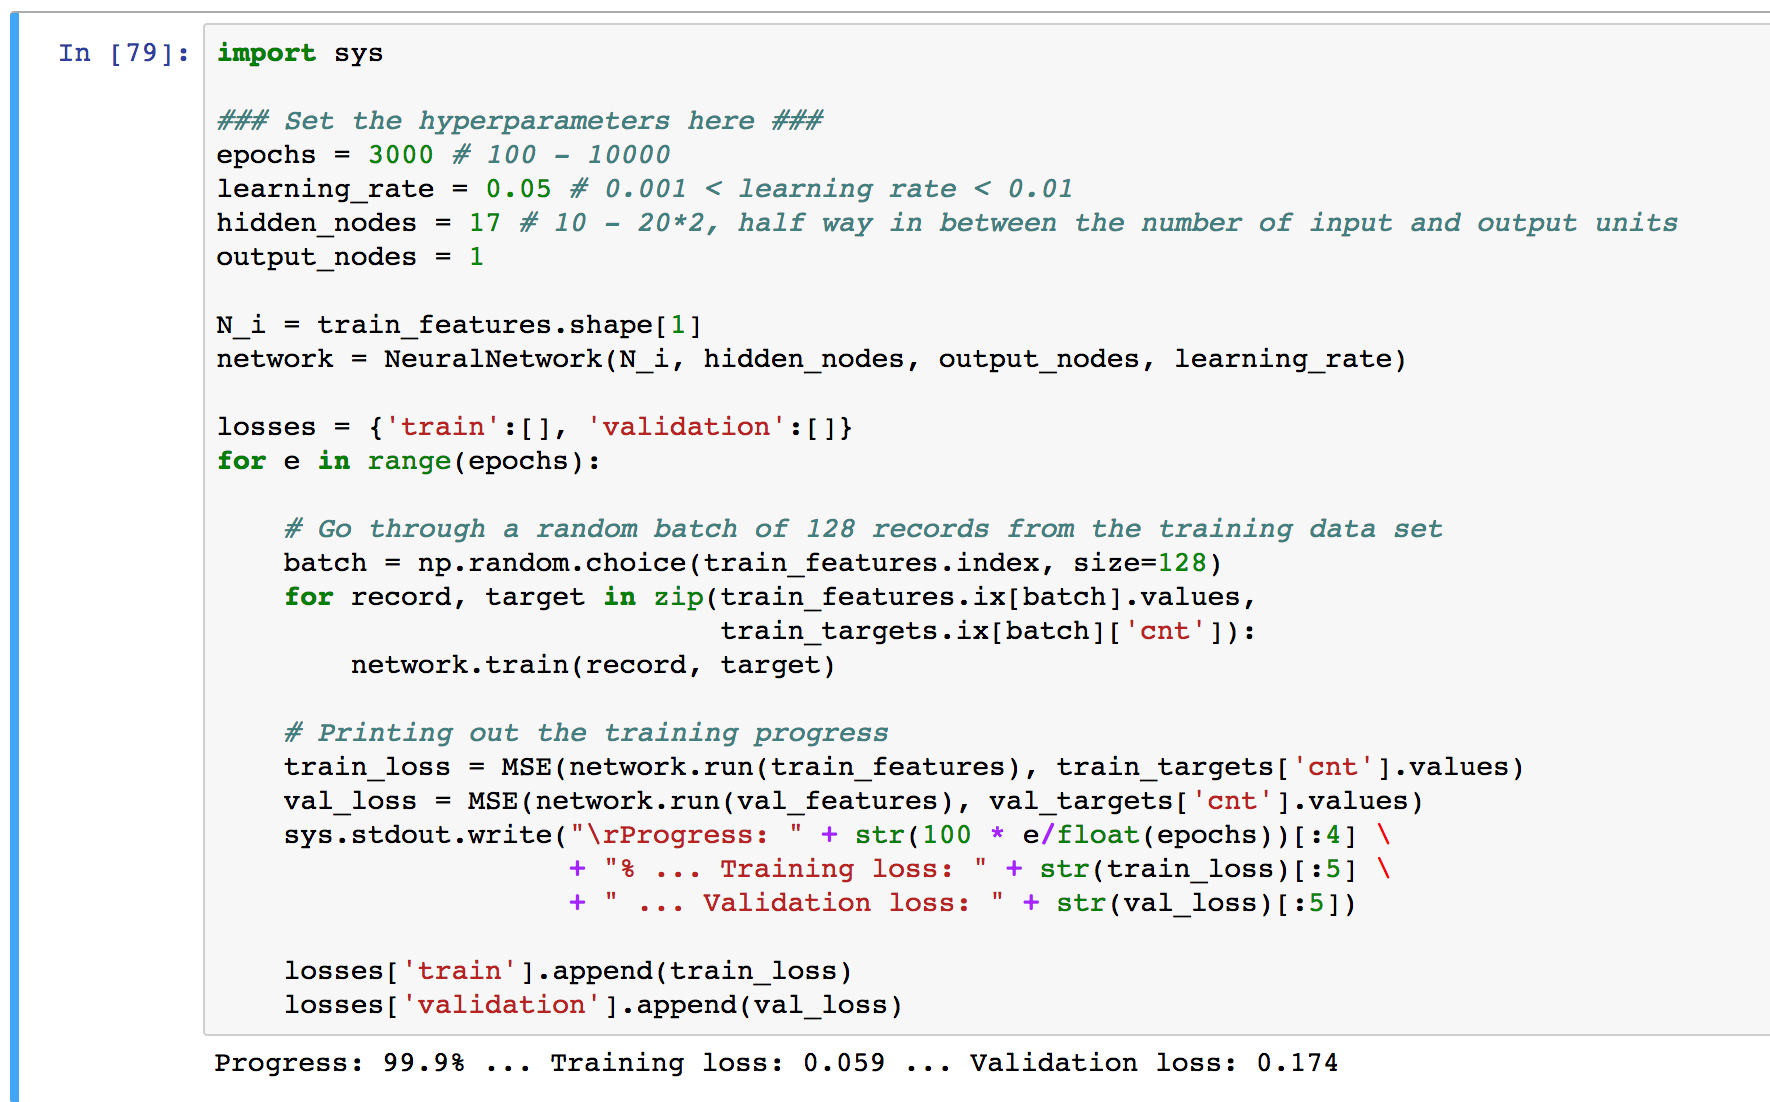 In [79]: import sys
### Set the hyperparameters here ###
epochs = 3000 # 100 - 10000
learning_rate = 0.05 # 0.001 < learning rate < 0.01
hidden_nodes = 17 # 10 - 20*2, half way in between the number of input and output units
output_nodes = 1
N_i = train_features.shape[1]
network = NeuralNetwork(N_i, hidden_nodes, output_nodes, learning_rate)
losses = {'train':[], 'validation':[]}
for e in range(epochs):
    # Go through a random batch of 128 records from the training data set
    batch = np.random.choice(train_features.index, size=128)
    for record, target in zip(train_features.ix[batch].values,
                              train_targets.ix[batch]['cnt']):
        network.train(record, target)
    # Printing out the training progress
    train_loss = MSE(network.run(train_features), train_targets['cnt'].values)
    val_loss = MSE(network.run(val_features), val_targets['cnt'].values)
    sys.stdout.write("\rProgress: " + str(100 * e/float(epochs))[:4] \
                     + "% ... Training loss: " + str(train_loss)[:5] \
                     + " ... Validation loss: " + str(val_loss)[:5])
    losses['train'].append(train_loss)
    losses['validation'].append(val_loss)
Progress: 99.9% ... Training loss: 0.059 ... Validation loss: 0.174